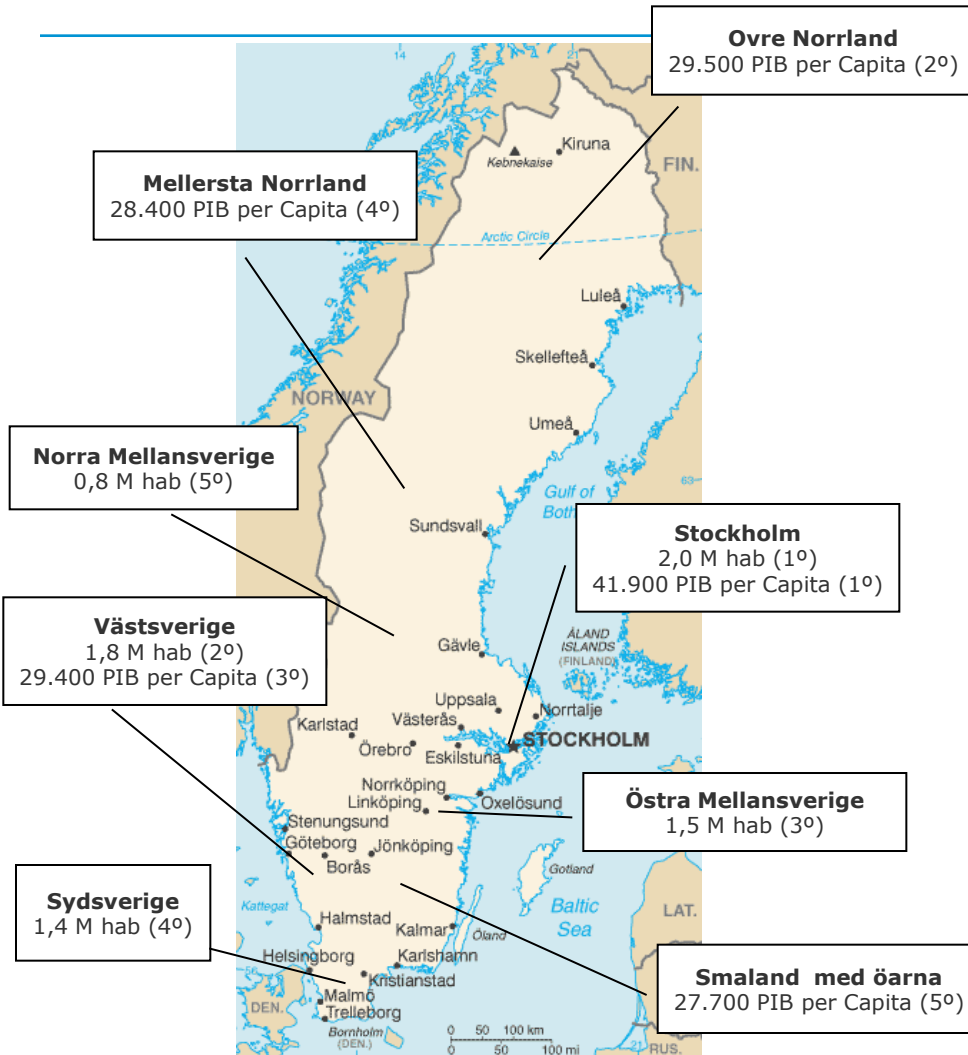 Ovre Norrland
29.500 PIB per Capita (2º)
14
21
Kiruna
Kebnekaise
FIN.
Mellersta Norrland
28.400 PIB per Capita (4º)
Arctic Circle
Luleå
Skellefteå
NORWAY
Umeå
Norra Mellansverige
0,8 M hab (5º)
63
Gulf of
Sundsvall
Stockholm
2,0 M hab (1º)
41.900 PIB per Capita (1º)
Västsverige
1,8 M hab (2º)
29.400 PIB per Capita (3º)
Gävle
ÅLAND
ISLANDS
(FINLAND)
Uppsala
Norrtalje
Karlstad
Västerås
Örebro
Eskilstuna
STOCKHOLM
Norrköping
Linköping
Oxelösund
Östra Mellansverige
1,5 M hab (3º)
Stenungsund
Göteborg
Jönköping
Borås
Gotland
Sydsverige
1,4 M hab (4º)
Kattegat
Halmstad
Kalmar
Öland
Baltic
Sea
LAT.
Helsingborg
Karlshamn
56
Kristianstad
Smaland med öarna
27.700 PIB per Capita (5º)
DEN.
Malmö
Trelleborg
Bornholm
(DEN.)
0 50 100 km
0 50 100 mi
21
RUS.